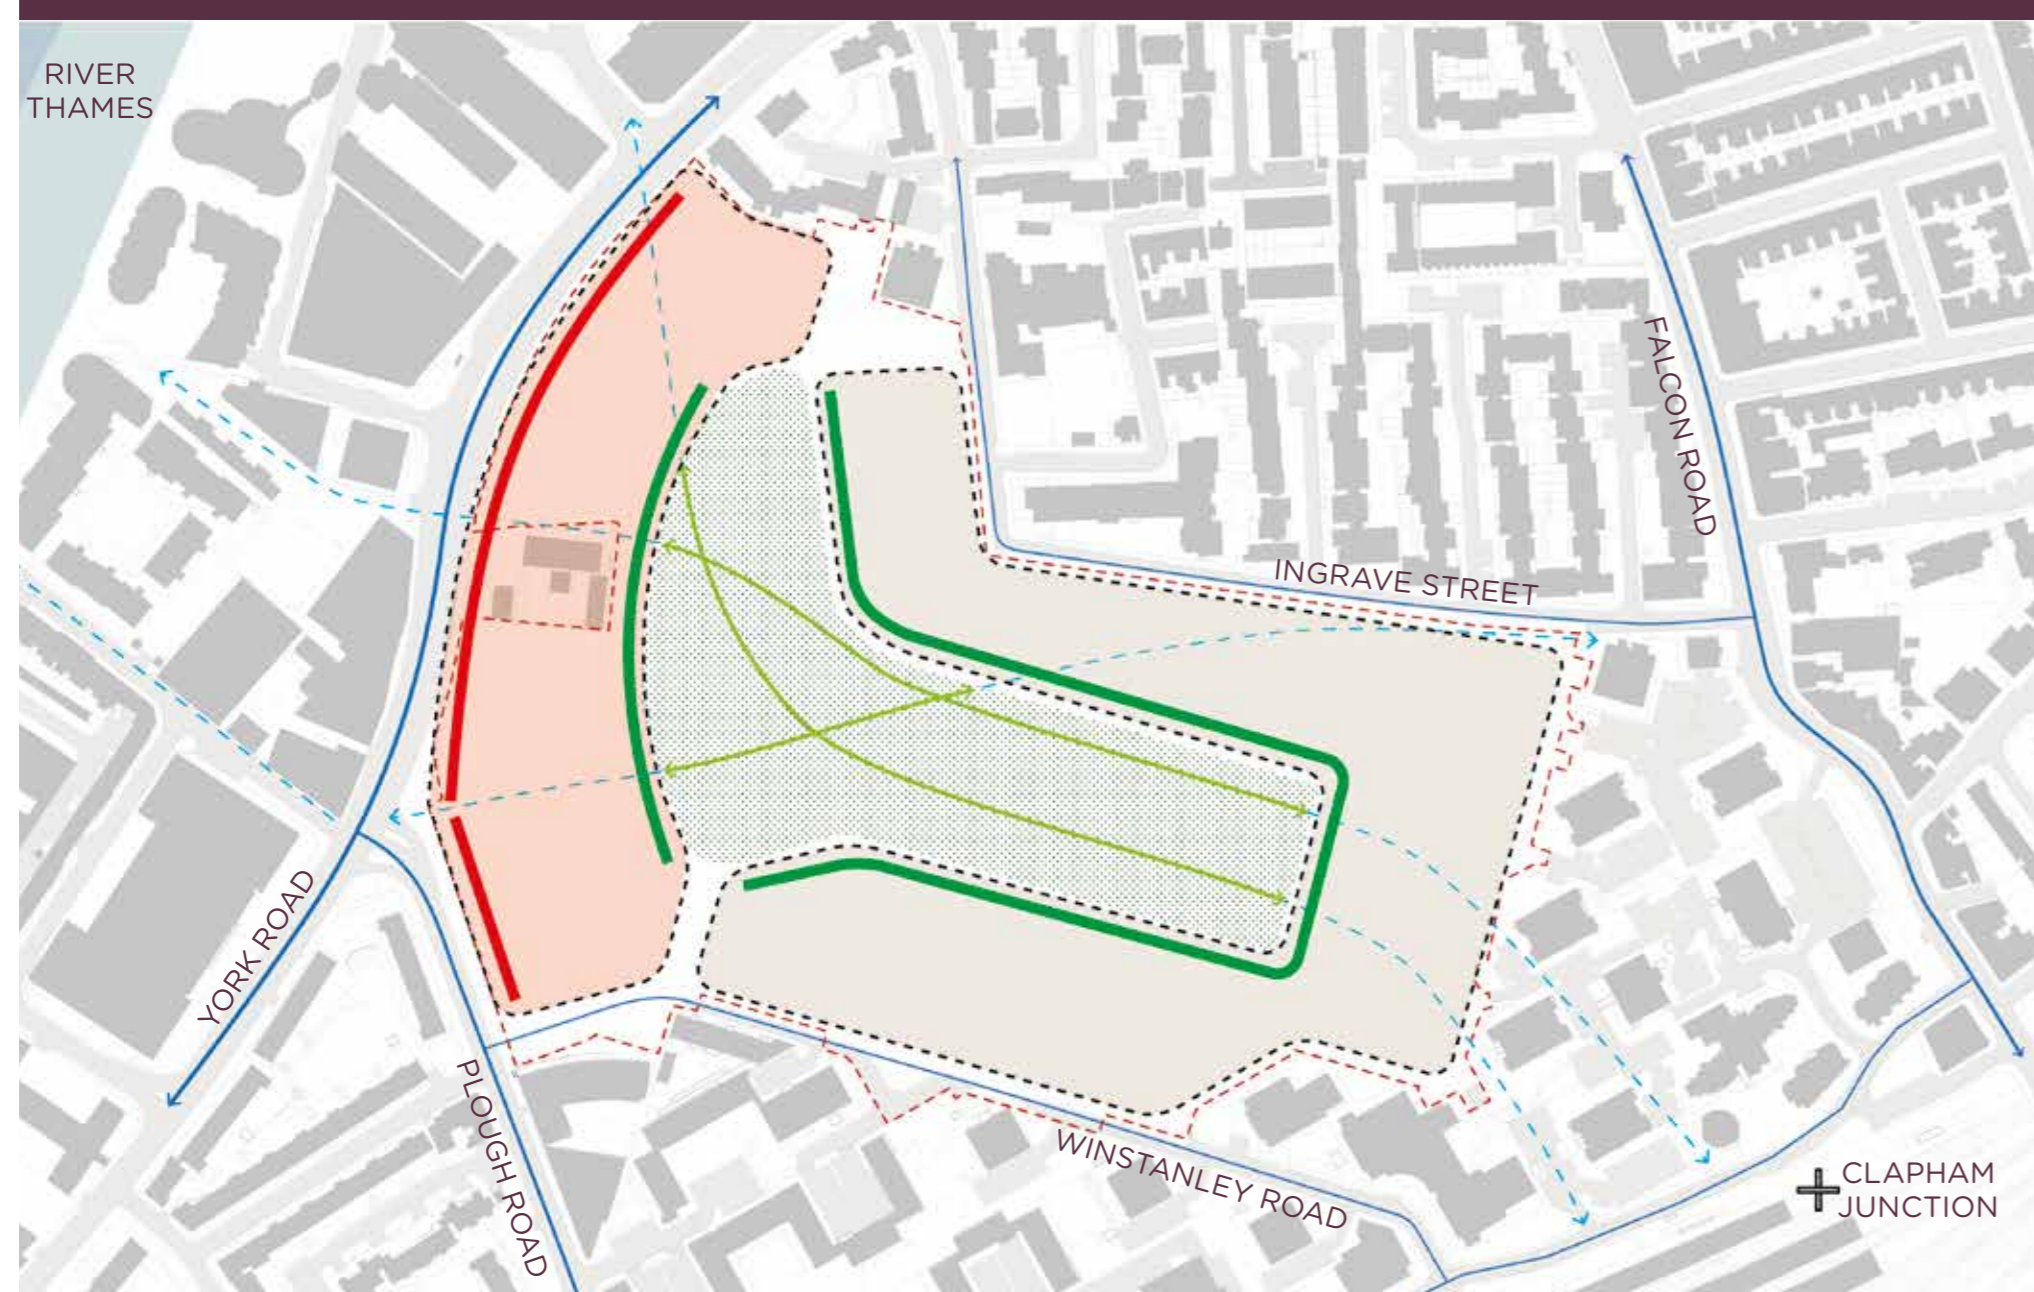 RIVER
THAMES
FALCON ROAD
INGRAVE STREET
YORK ROAD
PLOUGH ROAD
WINSTANLEY ROAD
CLAPHAM
JUNCTION